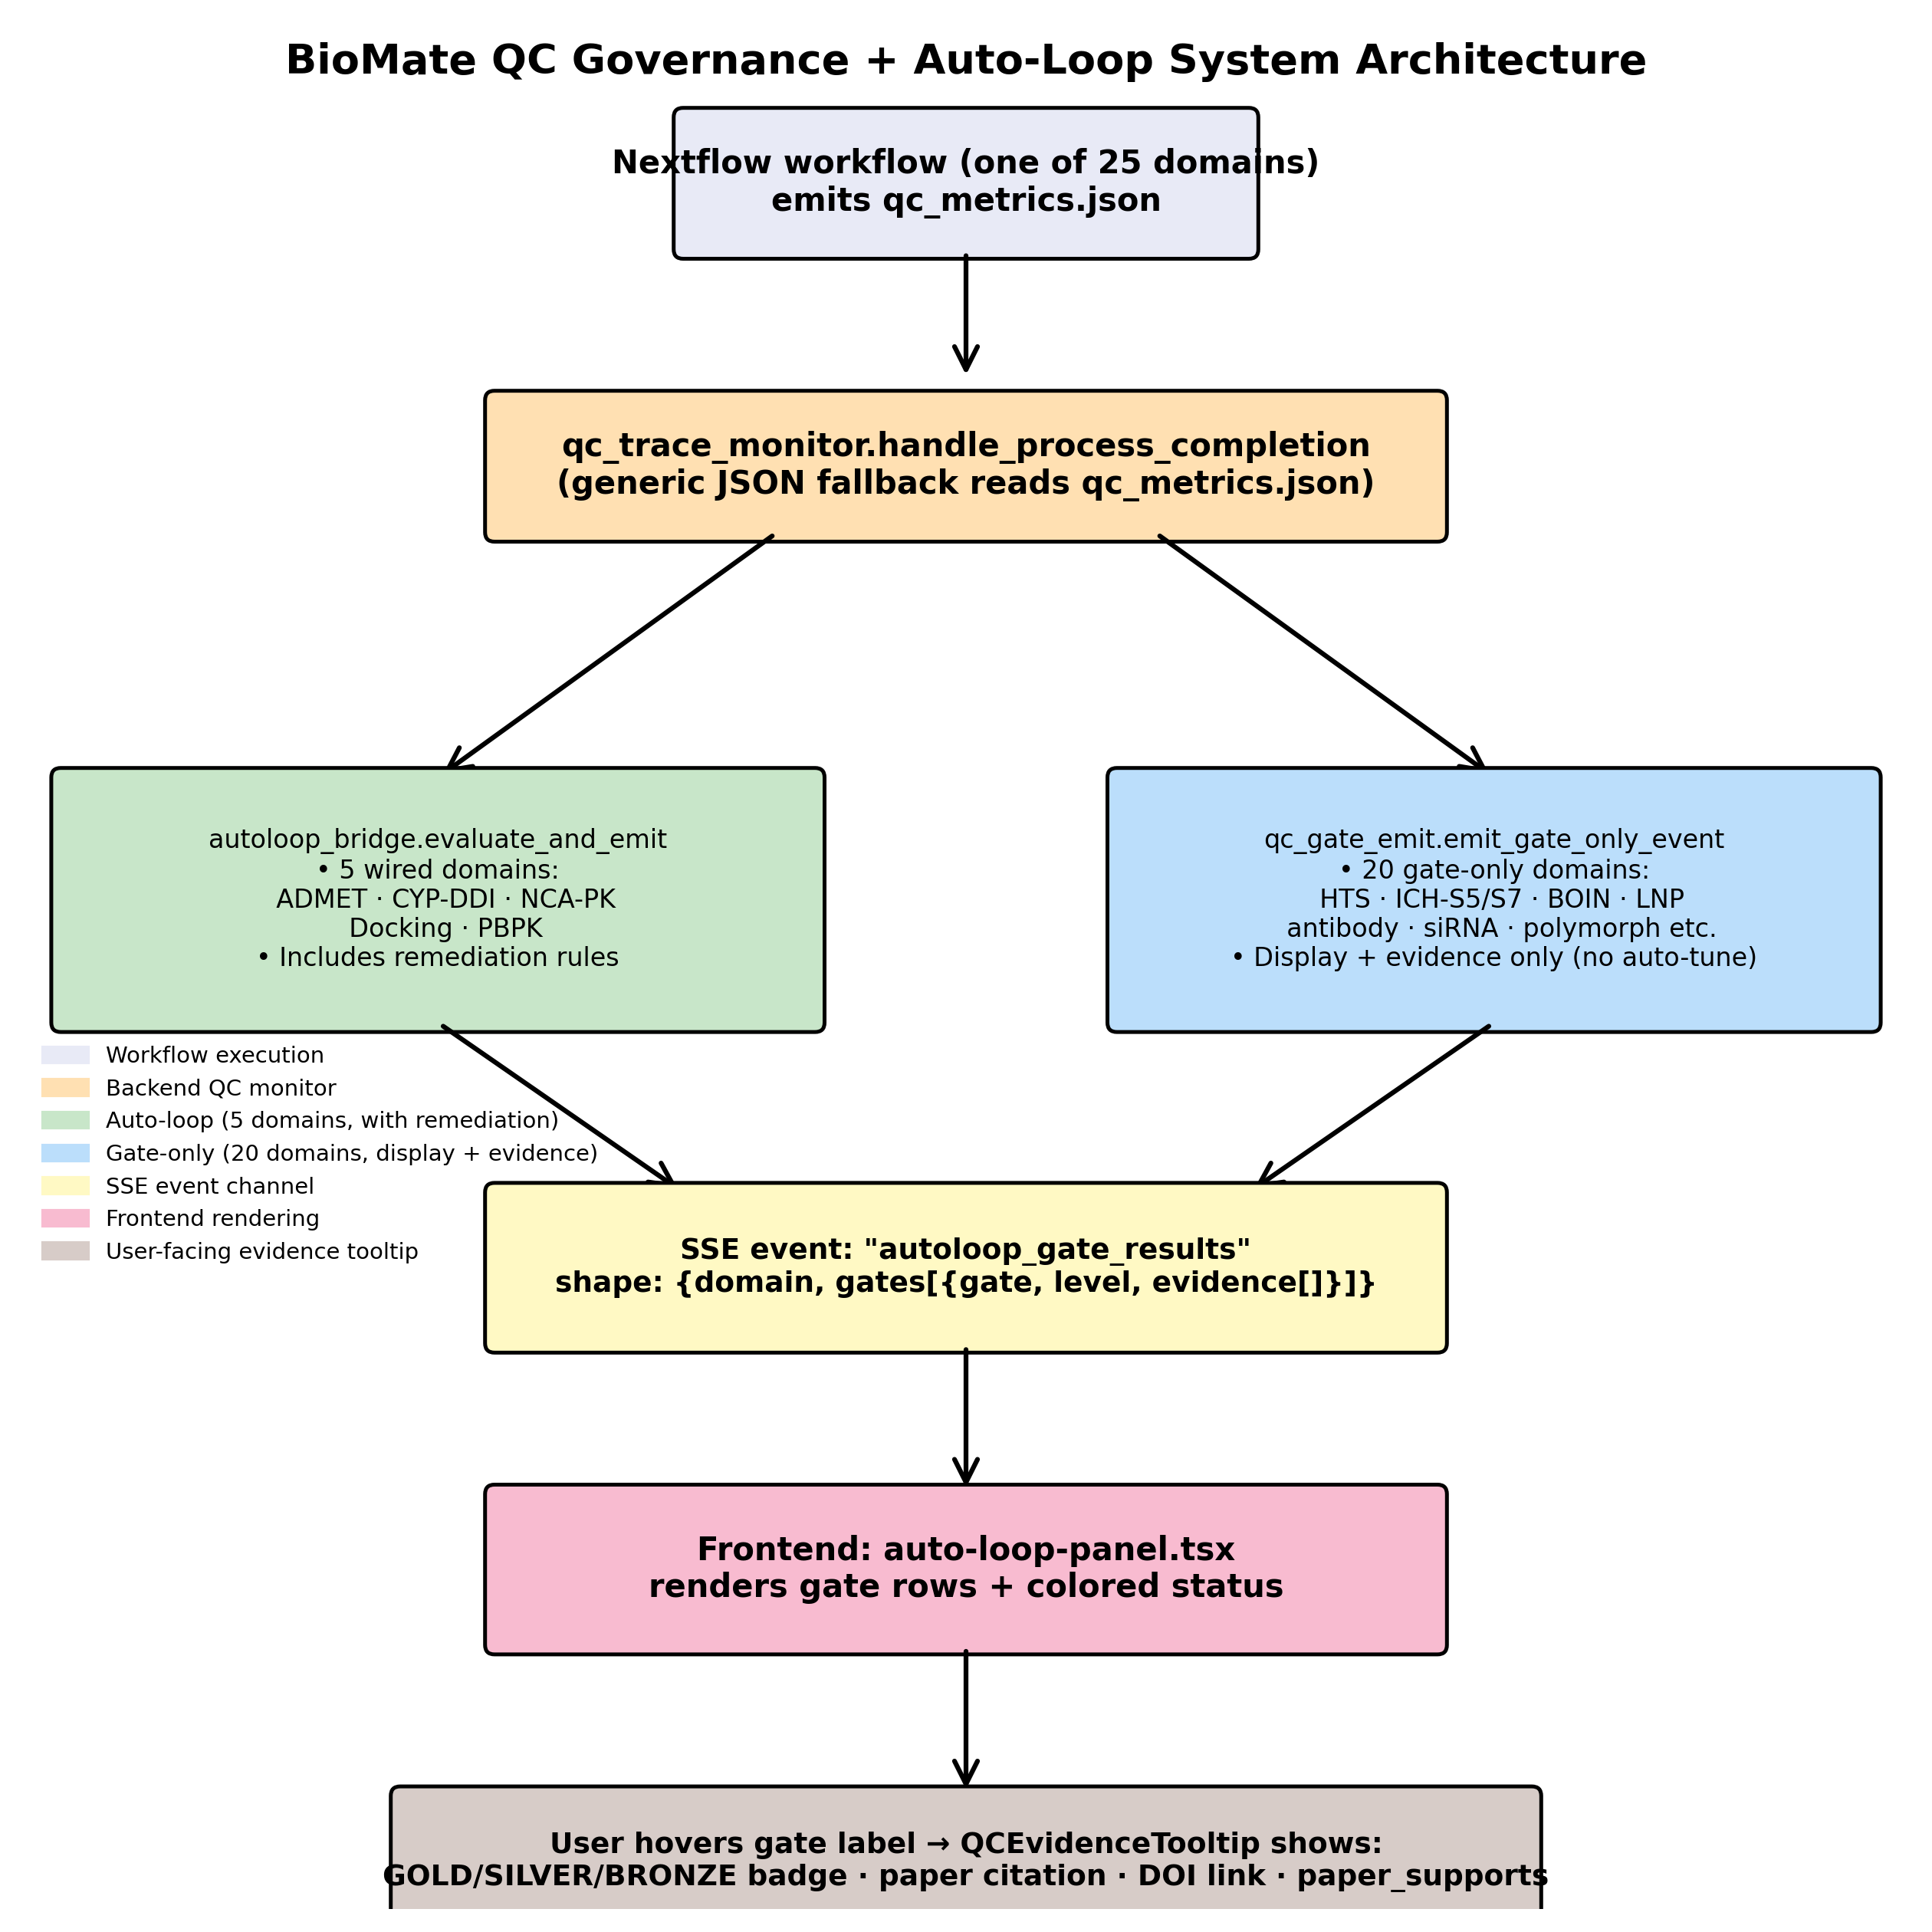 BioMate QC Governance + Auto-Loop System Architecture
Nextflow workflow (one of 25 domains)
emits qc_metrics.json
qc_trace_monitor.handle_process_completion
(generic JSON fallback reads qc_metrics.json)
autoloop_bridge.evaluate_and_emit
• 5 wired domains:
ADMET · CYP-DDI · NCA-PK
Docking · PBPK
• Includes remediation rules
qc_gate_emit.emit_gate_only_event
• 20 gate-only domains:
HTS · ICH-S5/S7 · BOIN · LNP
antibody · siRNA · polymorph etc.
• Display + evidence only (no auto-tune)
Workflow execution
Backend QC monitor
Auto-loop (5 domains, with remediation)
Gate-only (20 domains, display + evidence)
SSE event channel
Frontend rendering
User-facing evidence tooltip
SSE event: "autoloop_gate_results"
shape: {domain, gates[{gate, level, evidence[]}]}
Frontend: auto-loop-panel.tsx
renders gate rows + colored status
User hovers gate label → QCEvidenceTooltip shows:
GOLD/SILVER/BRONZE badge · paper citation · DOI link · paper_supports